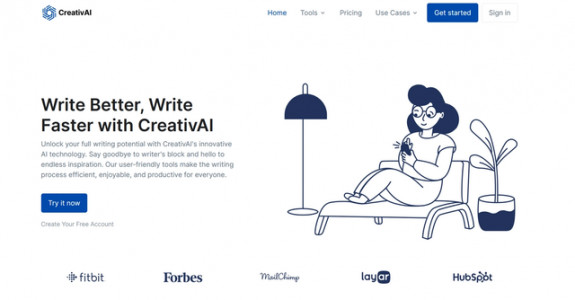 CreativAI
Home Tools Pricing Use Cases Get started Sign in
Write Better, Write
Faster with CreativAI
Unlock your full writing potential with CreativAI's innovative
AI technology. Say goodbye to writer's block and hello to
endless inspiration. Our user-friendly tools make the writing
process efficient, enjoyable, and productive for everyone.
Try it now
Create Your Free Account
fitbit Forbes MailChimp layar HubSpot